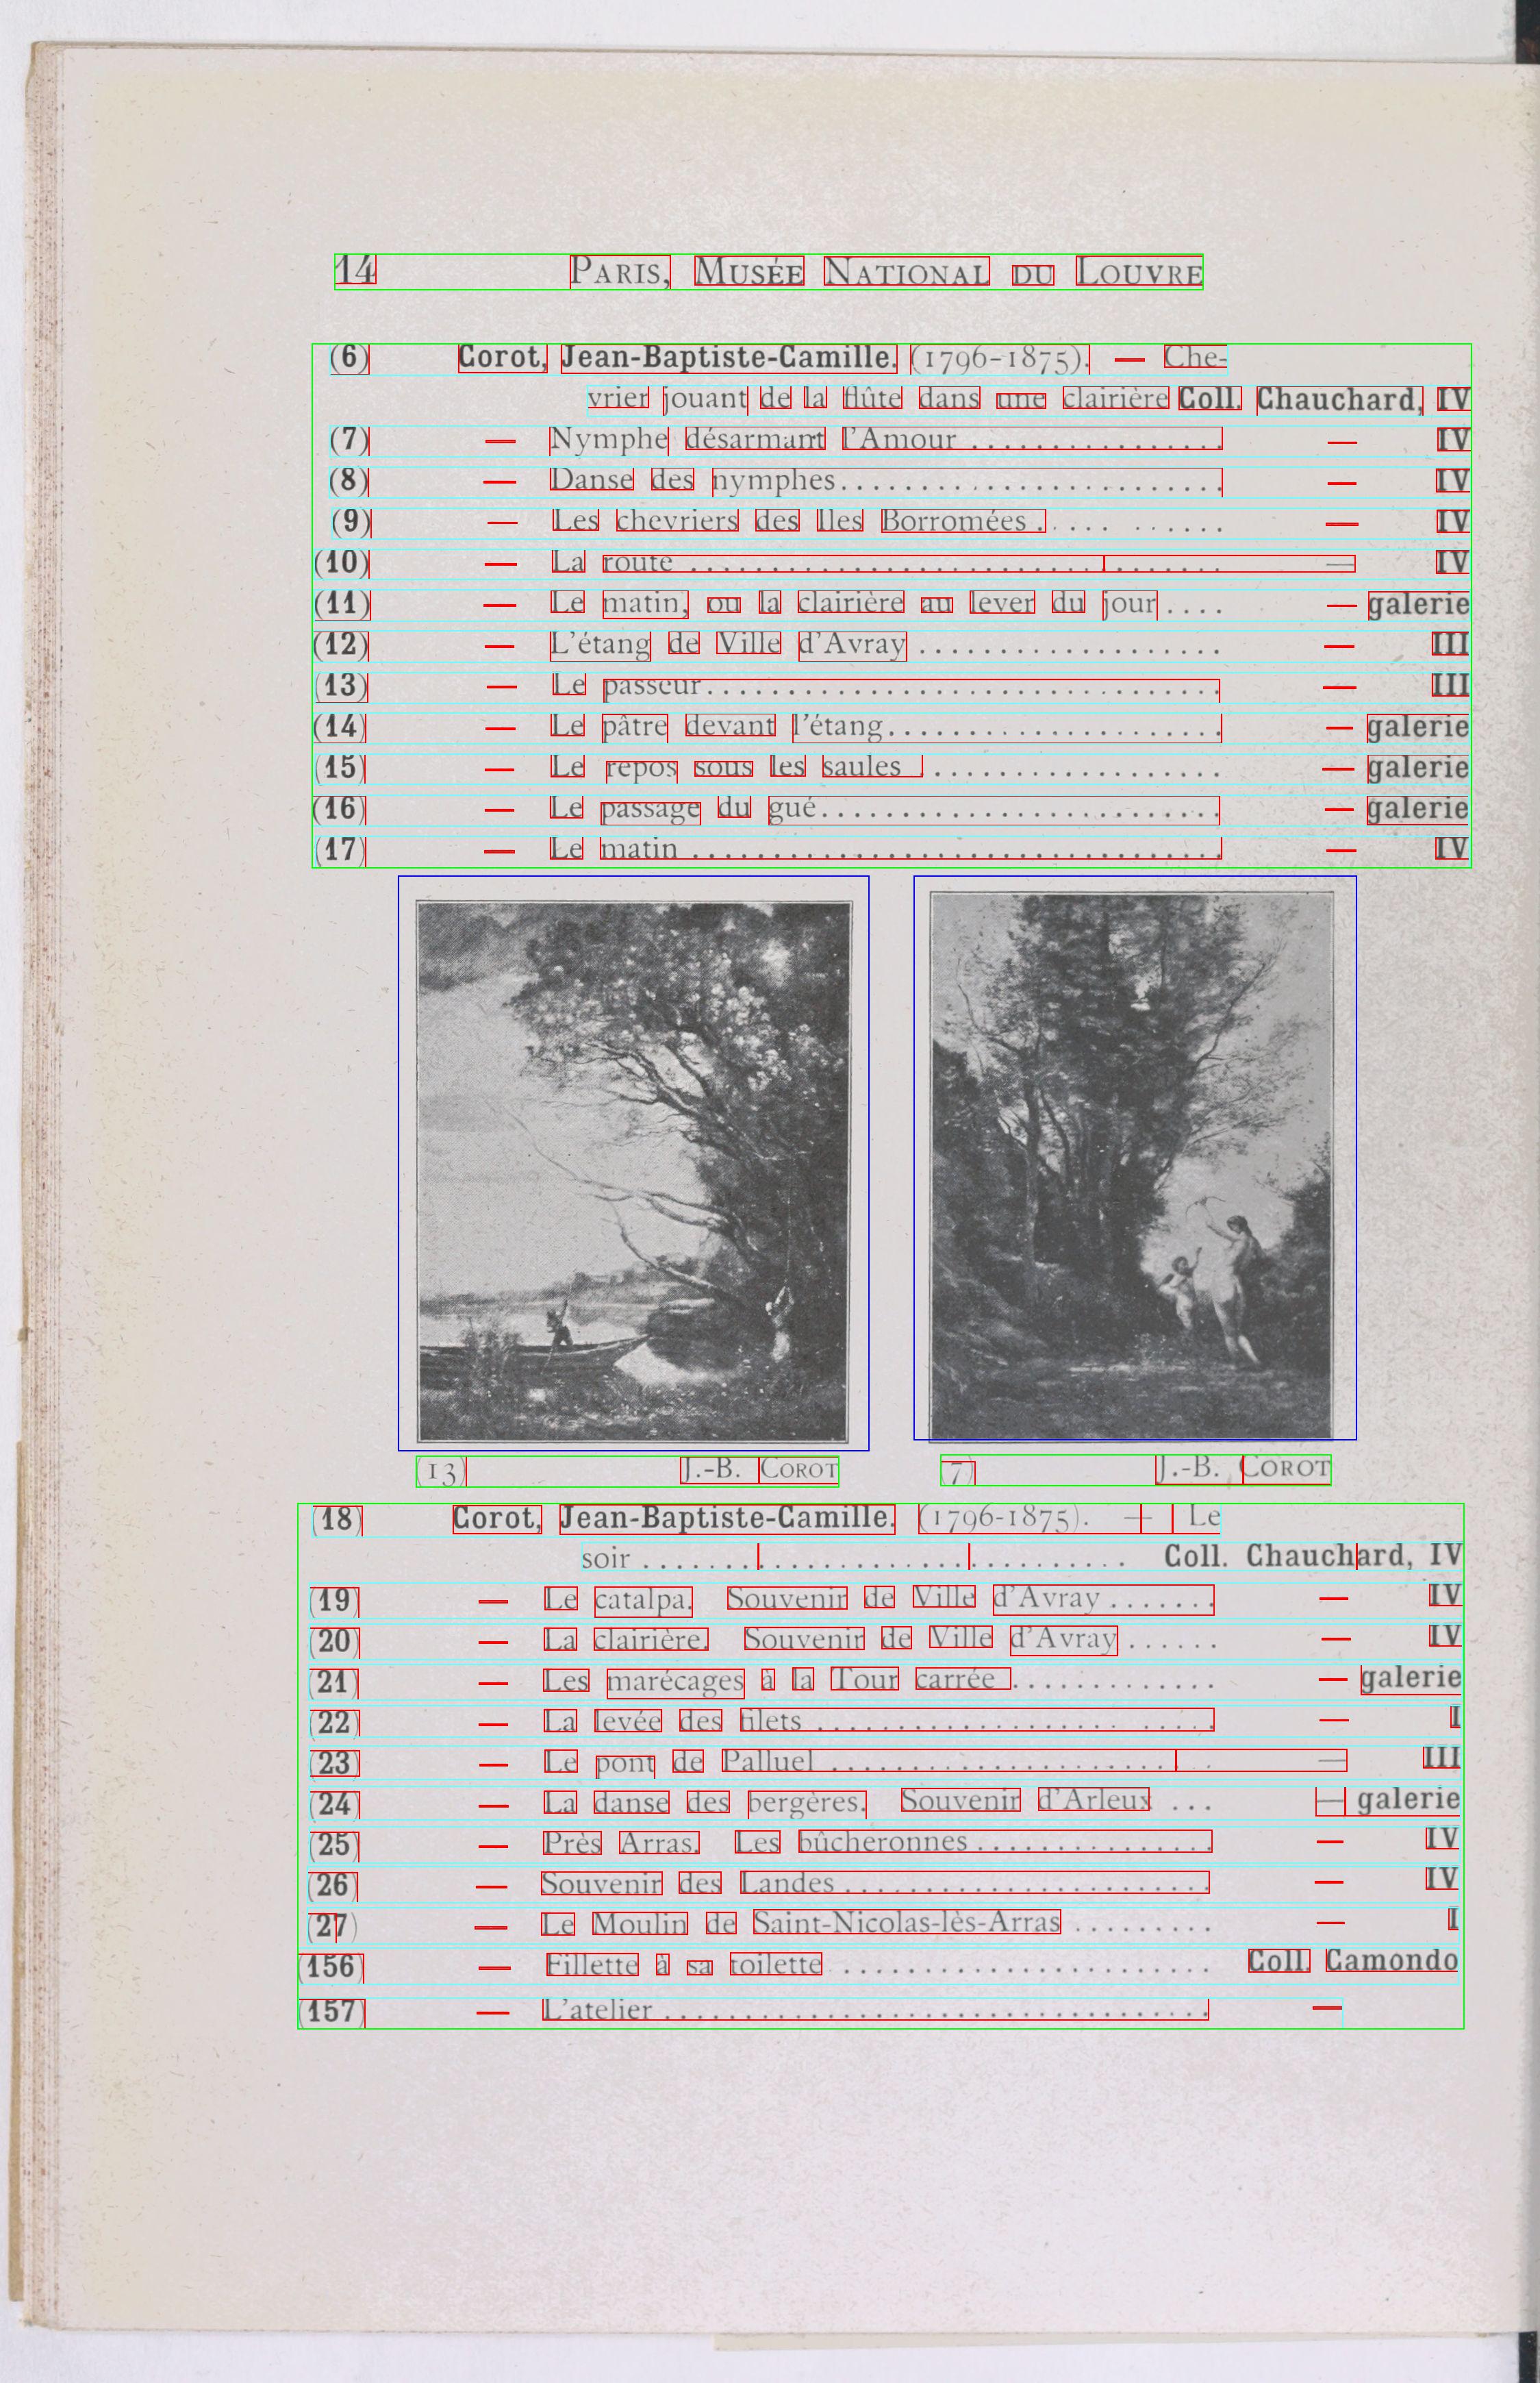 14 PARIS, MUSÉE NATIONAL DU LOUVRE
(6) Corot, Jean-Baptiste-Camille. (1796-1875). — Che-
vrier jouant de la flûte dans une clairière Coll. Chauchard, IV
(7) — Nymphe désarmant l'Amour ................ — IV
(8) — Danse des nymphes........................ — IV
(9) — Les chevriers des Iles Borromées ........... — IV
(10) — La route ................................. — IV
(11) — Le matin, ou la clairière au lever du jour .... — galerie
(12) — L'étang de Ville d'Avray ................... — III
(13) — Le passeur................................ — III
(14) — Le pâtre devant l'étang..................... — galerie
(15) — Le repos sous les saules ................... — galerie
(16) — Le passage du gué......................... — galerie
(17) — Le matin ................................. — IV
(13) J.-B. COROT
(7) J.-B. COROT
(18) Corot, Jean-Baptiste-Camille. (1796-1875). — Le
soir ............................... Coll. Chauchard, IV
(19) — Le catalpa. Souvenir de Ville d'Avray ....... — IV
(20) — La clairière. Souvenir de Ville d'Avray ...... — IV
(21) — Les marécages à la Tour carrée ............. — galerie
(22) — La levée des filets ......................... — I
(23) — Le pont de Palluel ........................ — III
(24) — La danse des bergères. Souvenir d'Arleux ... — galerie
(25) — Près Arras. Les bûcheronnes ............... — IV
(26) — Souvenir des Landes ....................... — IV
(27) — Le Moulin de Saint-Nicolas-lès-Arras ......... — I
(156) — Fillette à sa toilette ....................... Coll. Camondo
(157) — L'atelier .................................. —